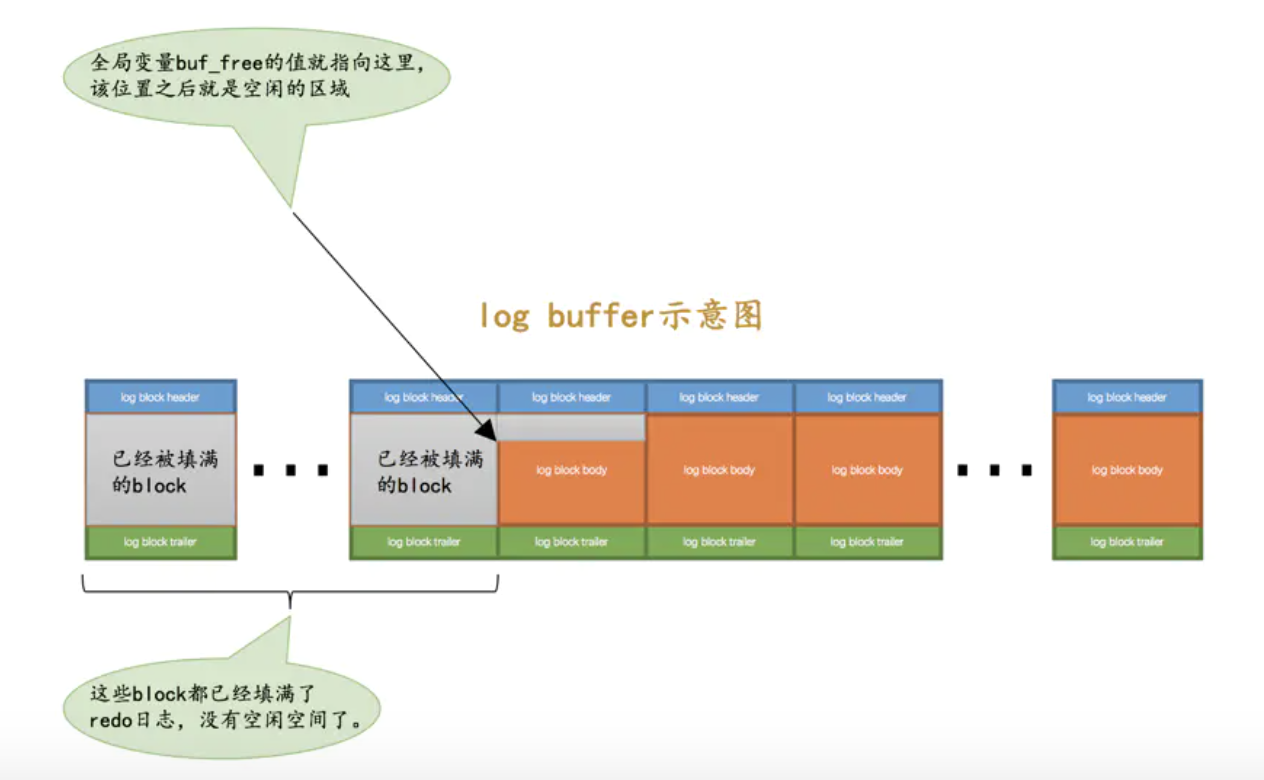 全局变量buf_free的值就指向这里，
该位置之后就是空闲的区域
log buffer示意图
log block header
log block header
log block header
log block header
log block header
log block header
已经被填满
的block
已经被填满
的block
log block body
log block body
log block body
log block body
log block trailer
log block trailer
log block trailer
log block trailer
log block trailer
log block trailer
这些block都已经填满了
redo日志，没有空闲空间了。